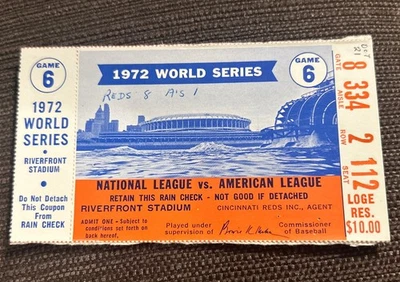 GAME
6
1972
WORLD
SERIES
RIVERFRONT
STADIUM
Do Not Detach
This Coupon
From
RAIN CHECK
1972 WORLD SERIES
GAME
6
REDS 8 A'S 1
NATIONAL LEAGUE vs. AMERICAN LEAGUE
RETAIN THIS RAIN CHECK - NOT GOOD IF DETACHED
RIVERFRONT STADIUM CINCINNATI REDS INC., AGENT
ADMIT ONE - Subject to
conditions set forth on
back hereof.
Played under
supervision of
Bowie K. Kuhn
Commissioner
of Baseball
GATE
8
AISLE
334
ROW
2
SEAT
112
LOGE
RES.
$10.00